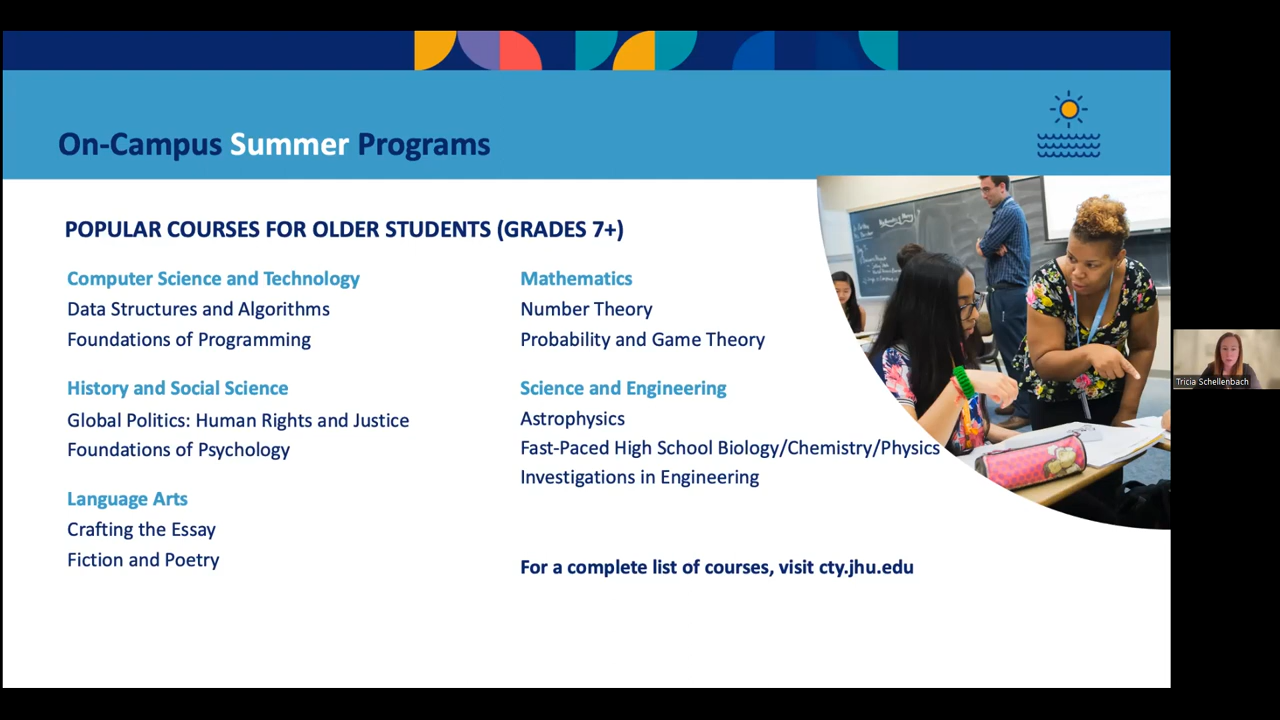 On-Campus Summer Programs
POPULAR COURSES FOR OLDER STUDENTS (GRADES 7+)
Computer Science and Technology
Data Structures and Algorithms
Foundations of Programming
History and Social Science
Global Politics: Human Rights and Justice
Foundations of Psychology
Language Arts
Crafting the Essay
Fiction and Poetry
Mathematics
Number Theory
Probability and Game Theory
Science and Engineering
Astrophysics
Fast-Paced High School Biology/Chemistry/Physics
Investigations in Engineering
For a complete list of courses, visit cty.jhu.edu
Tricia Schellenbach